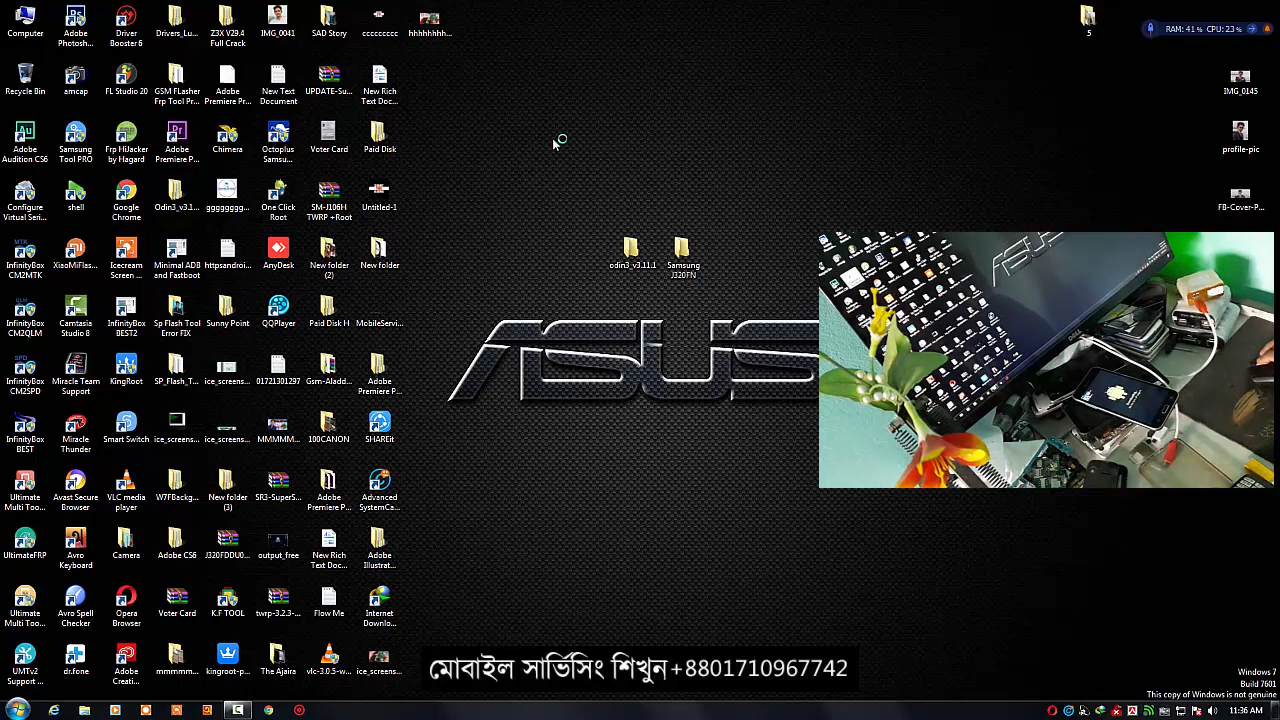 Computer
Adobe Photosh...
Driver Booster 6
Drivers_Lu...
Z3X V29.4 Full Crack
IMG_0041
SAD Story
ccccccccc
hhhhhhhh...
5
RAM: 41 % CPU: 23 %
Recycle Bin
amcap
FL Studio 20
GSM FLasher Frp Tool Pr...
Adobe Premiere Pr...
New Text Document
UPDATE-Su...
New Rich Text Doc...
IMG_0145
Adobe Audition CS6
Samsung Tool PRO
Frp HiJacker by Hagard
Adobe Premiere P...
Chimera
Octoplus Samsu...
Voter Card
Paid Disk
profile-pic
Configure Virtual Seri...
shell
Google Chrome
Odin3_v3.1...
gggggggg...
One Click Root
SM-J106H TWRP +Root
Untitled-1
FB-Cover-P...
InfinityBox CM2MTK
XiaoMiFlas...
Icecream Screen ...
Minimal ADB and Fastboot
httpsandroi...
AnyDesk
New folder (2)
New folder
odin3_v3.11.1
Samsung J320FN
InfinityBox CM2QLM
Camtasia Studio 8
InfinityBox BEST2
Sp Flash Tool Error FIX
Sunny Point
QQPlayer
Paid Disk H
MobileServi...
ASUS
InfinityBox CM2SPD
Miracle Team Support
KingRoot
SP_Flash_T...
ice_screens...
01721301297
Gsm-Aladd...
Adobe Premiere P...
InfinityBox BEST
Miracle Thunder
Smart Switch
ice_screens...
ice_screens...
MMMMM...
100CANON
SHAREit
Ultimate Multi Too...
Avast Secure Browser
VLC media player
W7FBackg...
New folder (3)
SR3-SuperS...
Adobe Premiere P...
Advanced SystemCa...
UltimateFRP
Avro Keyboard
Camera
Adobe CS6
J320FDDU0...
output_free
New Rich Text Doc...
Adobe Illustrat...
Ultimate Multi Too...
Avro Spell Checker
Opera Browser
Voter Card
K.F TOOL
twrp-3.2.3-...
Flow Me
Internet Downlo...
UMTv2 Support ...
dr.fone
Adobe Creati...
mmmmm...
kingroot-p...
The Ajaira
vlc-3.0.5-w...
ice_screens...
মোবাইল সার্ভিসিং শিখুন+8801710967742
Windows 7
Build 7601
This copy of Windows is not genuine
11:36 AM